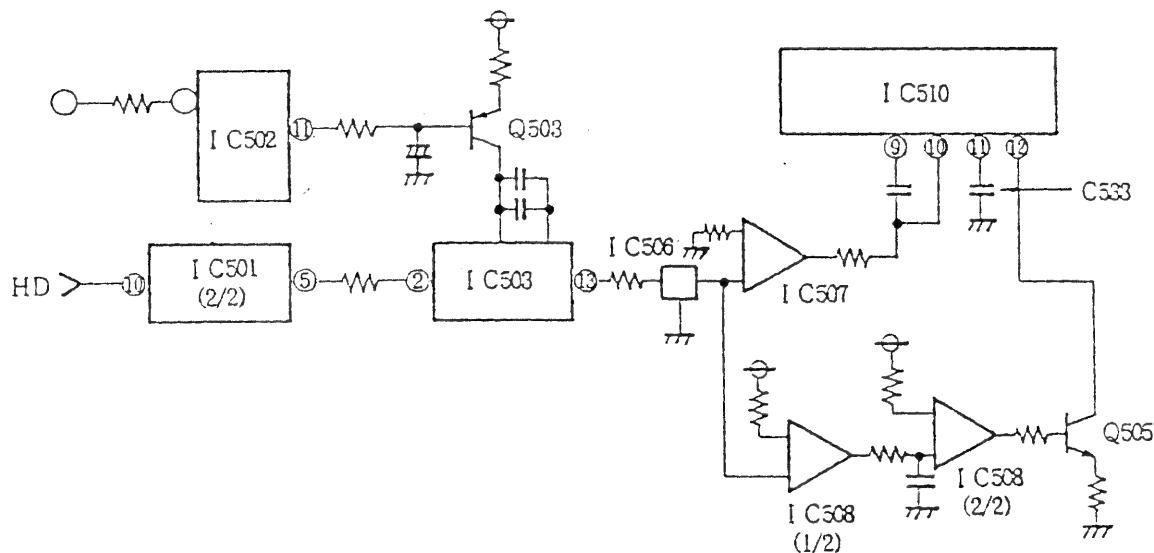 I C510
I C502
⑪
Q503
⑨ ⑩ ⑪ ⑫
C533
HD
⑩
I C501
(2/2)
⑤
②
I C503
⑬
I C506
I C507
I C508
(1/2)
I C508
(2/2)
Q505